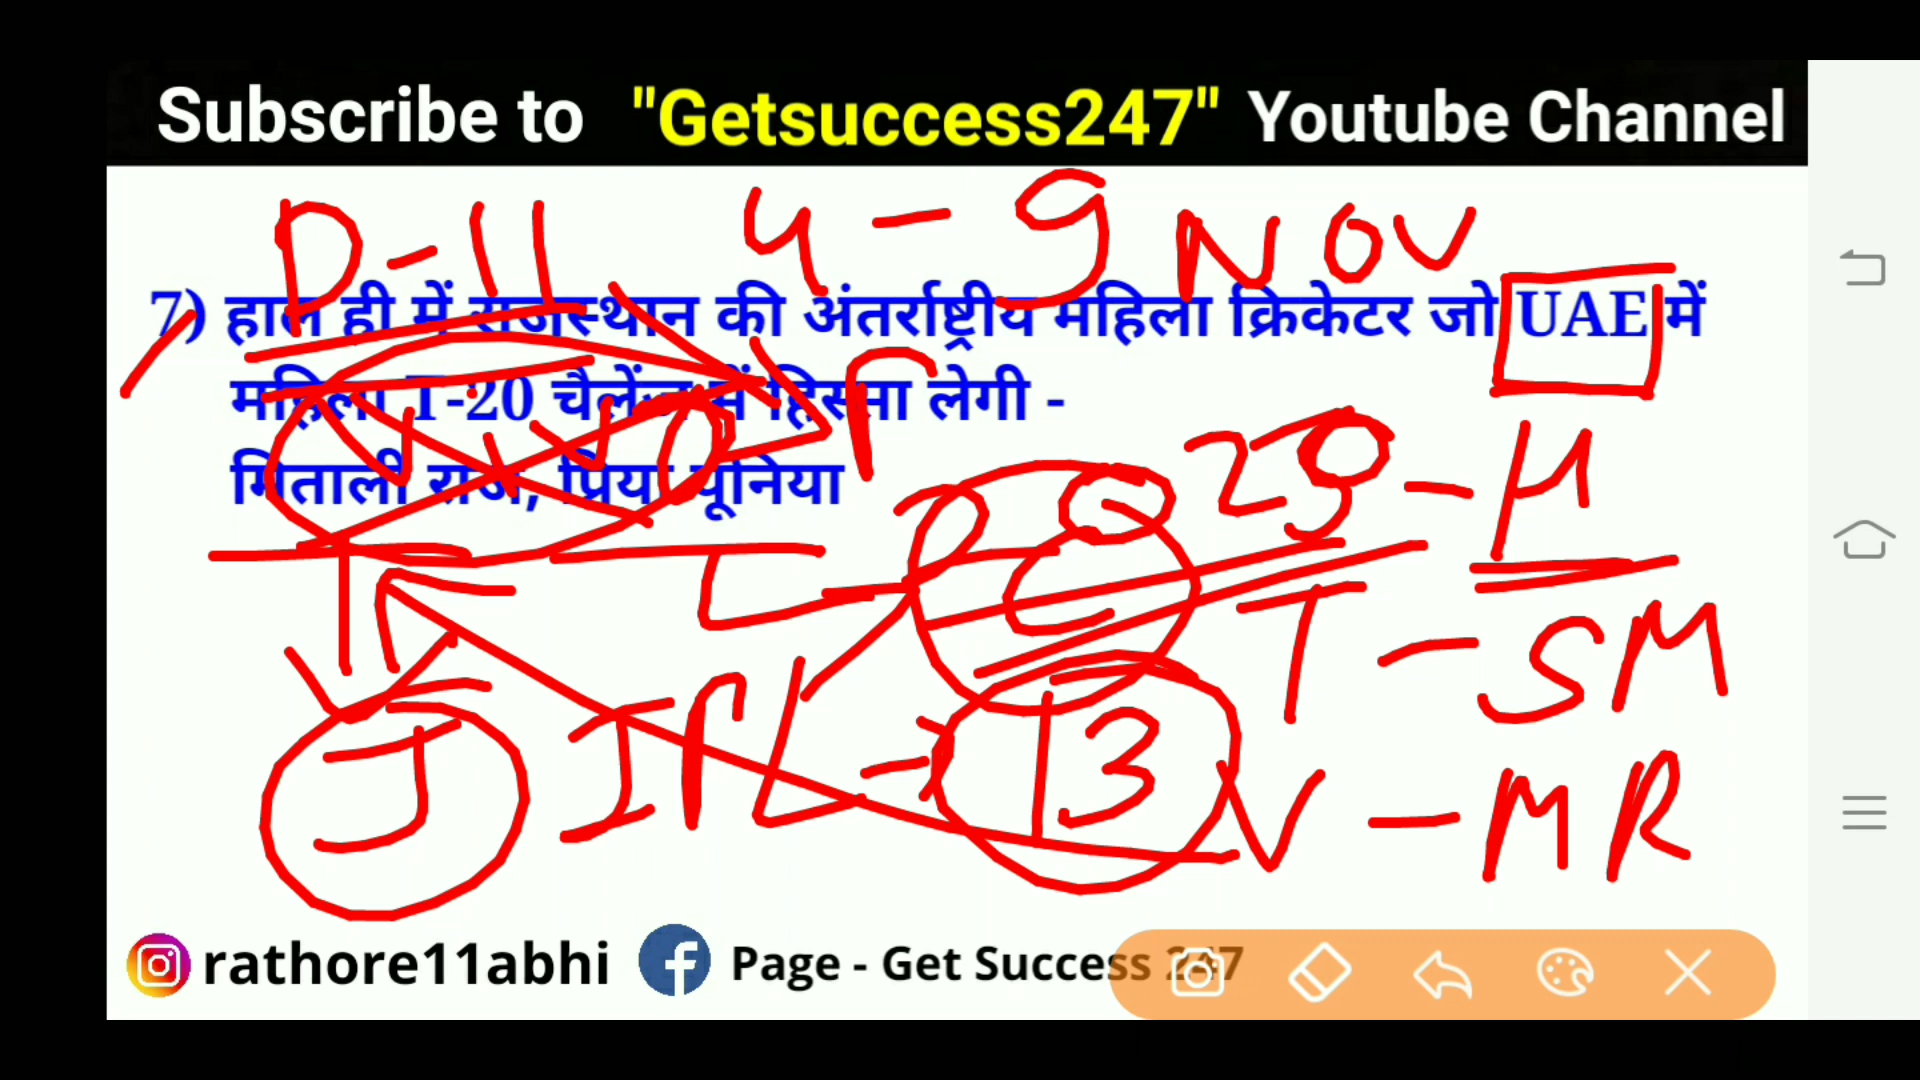 Subscribe to "Getsuccess247" Youtube Channel
D-11 4-9 NOV
7) हाल ही में राजस्थान की अंतर्राष्ट्रीय महिला क्रिकेटर जो UAE में
महिला T-20 चैलेंज में हिस्सा लेगी -
मिताली राज, प्रिया पूनिया
J IPL - 13
T - SM
V - MR
rathore11abhi Page - Get Success 247